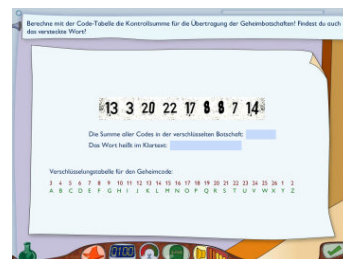 Berechne mit der Code-Tabelle die Kontrollsumme für die Übertragung der Geheimbotschaften! Findest du auch
das versteckte Wort?
13 3 20 22 17 8 8 7 14
Die Summe aller Codes in der verschlüsselten Botschaft:
Das Wort heißt im Klartext:
Verschlüsselungstabelle für den Geheimcode:
3 4 5 6 7 8 9 10 11 12 13 14 15 16 17 18 19 20 21 22 23 24 25 26 1 2
A B C D E F G H I J K L M N O P Q R S T U V W X Y Z